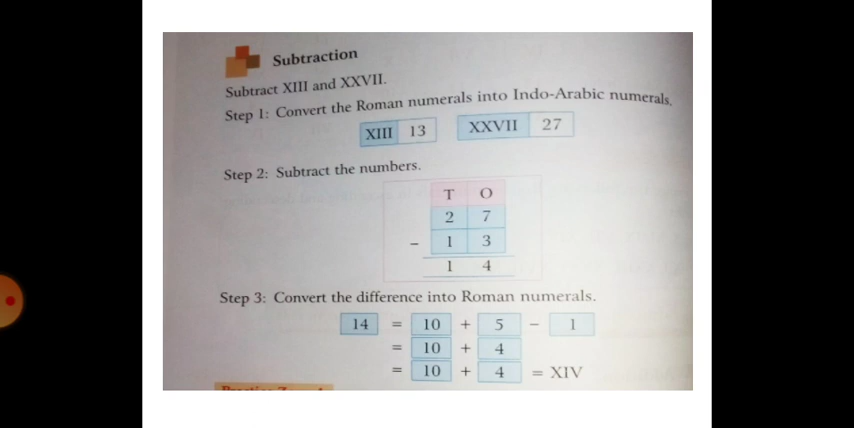 Subtraction
Subtract XIII and XXVII.
Step 1: Convert the Roman numerals into Indo-Arabic numerals.
XIII 13 XXVII 27
Step 2: Subtract the numbers.
T O
2 7
– 1 3
1 4
Step 3: Convert the difference into Roman numerals.
14 = 10 + 5 – 1
= 10 + 4
= 10 + 4 = XIV